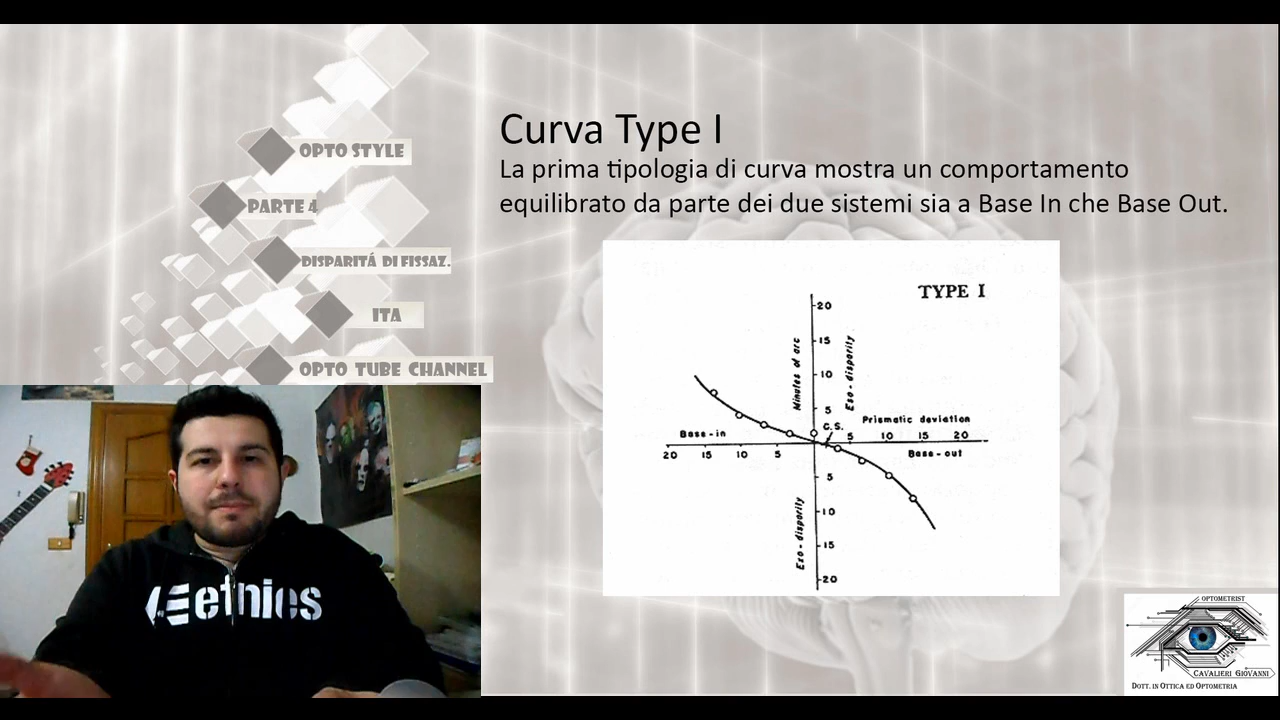 Curva Type I
La prima tipologia di curva mostra un comportamento
equilibrato da parte dei due sistemi sia a Base In che Base Out.
OPTO STYLE
PARTE 4
DISPARITÁ DI FISSAZ.
ITA
OPTO TUBE CHANNEL
TYPE I
20
15
10
5
Minutes of arc
Eso - disparity
C.S.
Prismatic deviation
5 10 15 20
Base - in
20 15 10 5
Base - out
5
10
15
20
Exo - disparity
etnies
OPTOMETRIST
CAVALIERI GIOVANNI
DOTT. IN OTTICA ED OPTOMETRIA